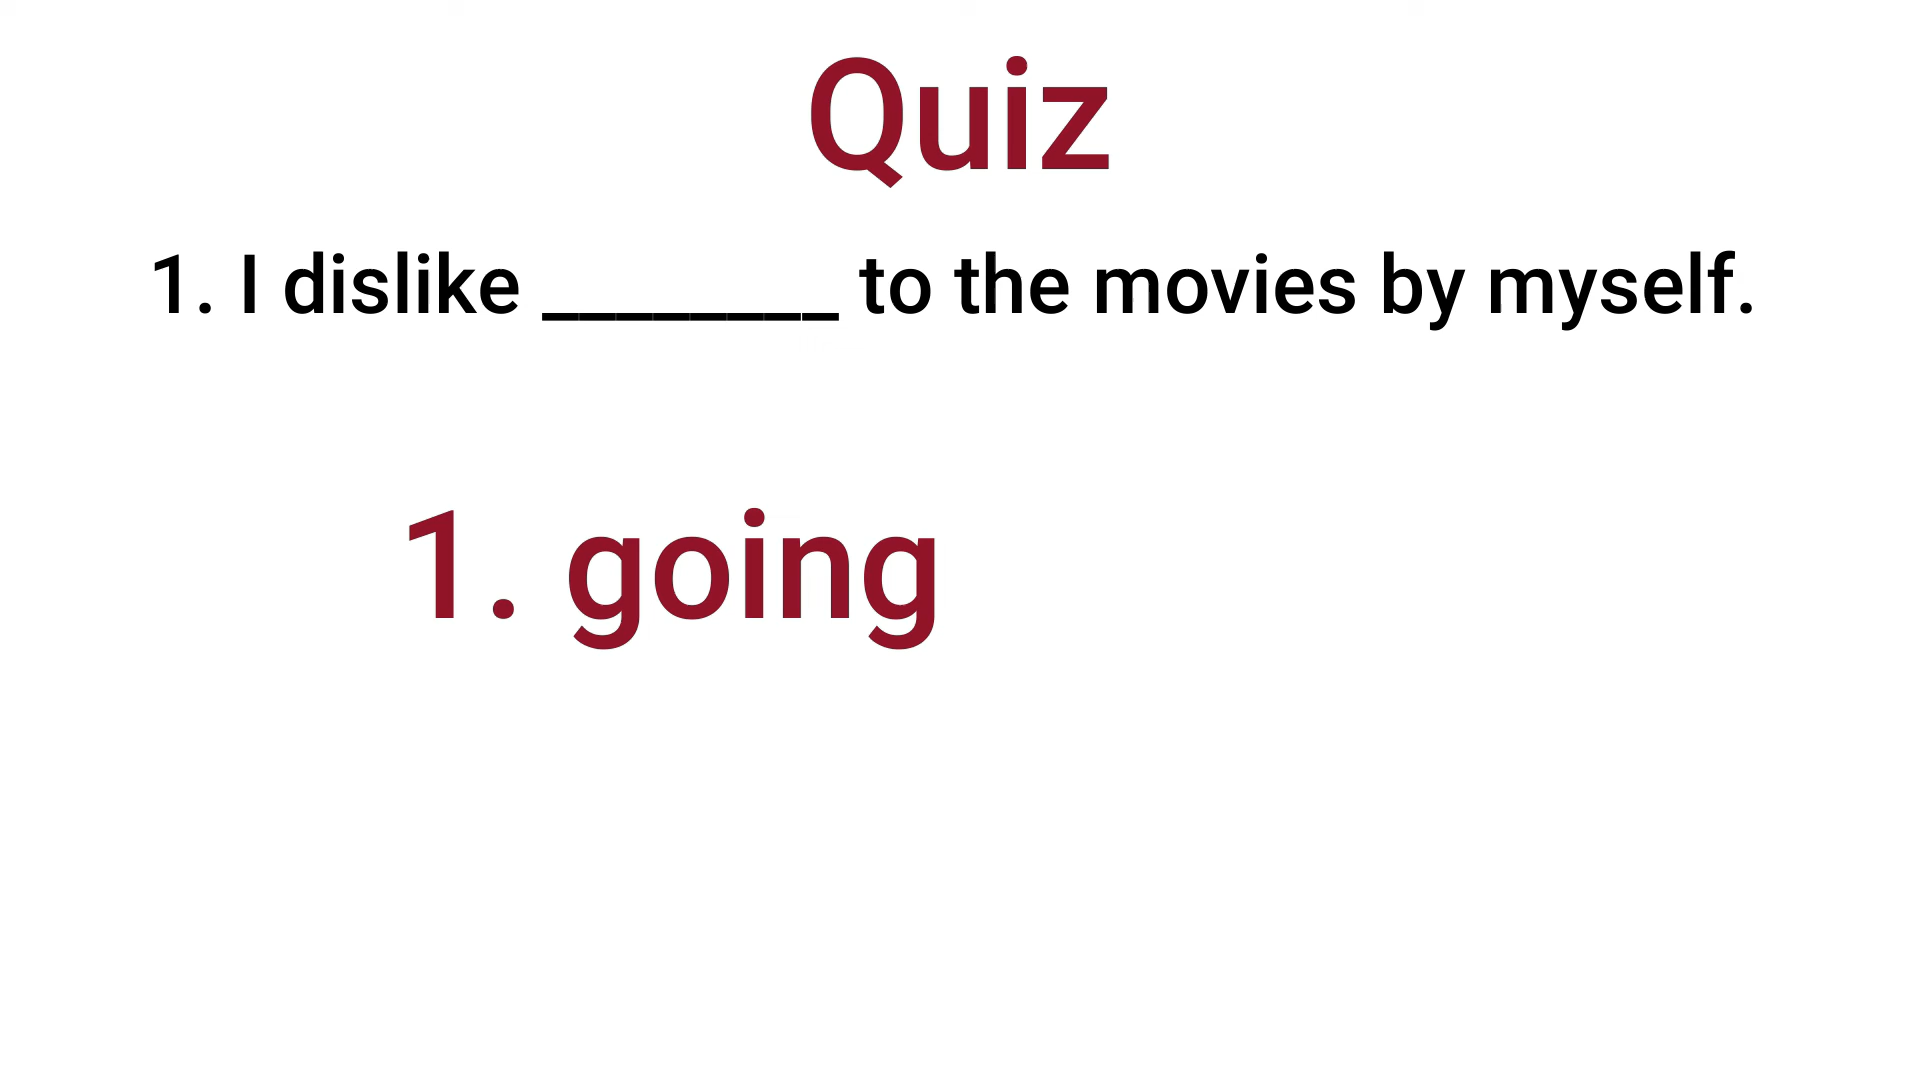 Quiz
1. I dislike ________ to the movies by myself.
1. going